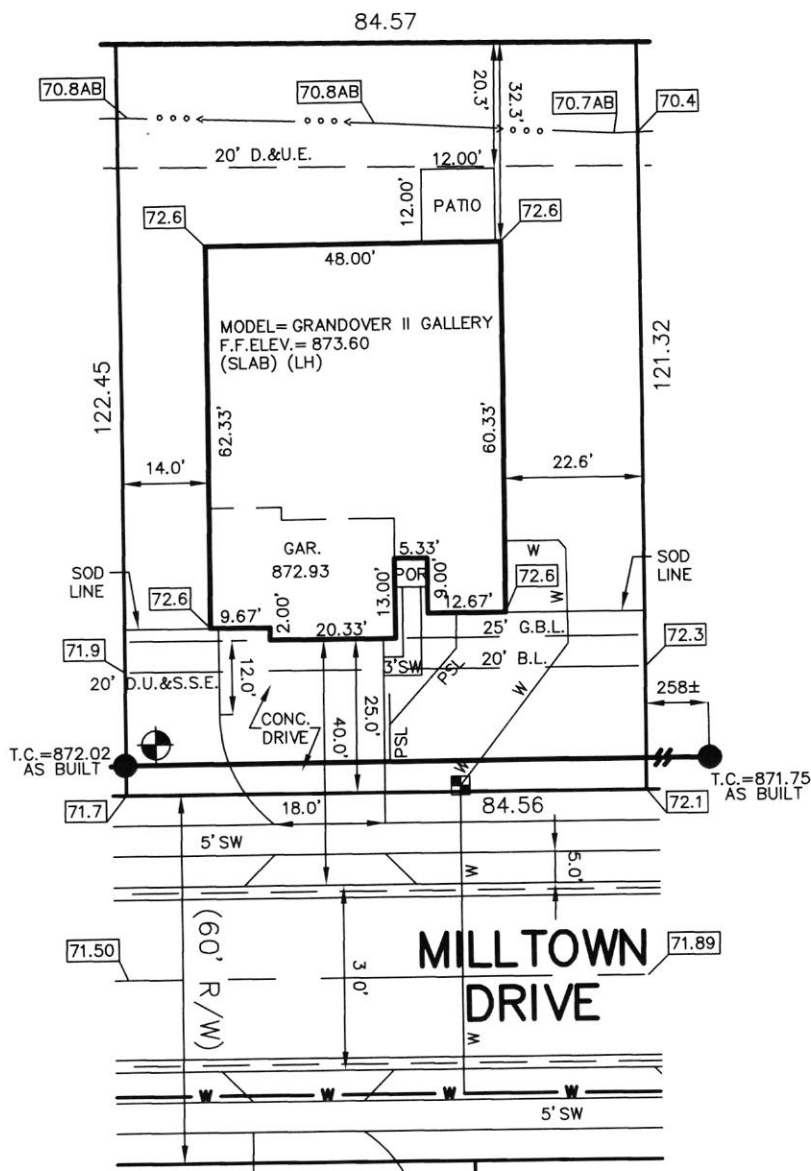 84.57
70.8AB
70.8AB
70.7AB
70.4
20.3'
32.3'
20' D.&U.E.
12.00'
12.00'
PATIO
72.6
72.6
48.00'
MODEL= GRANDOVER II GALLERY
F.F.ELEV.= 873.60
(SLAB) (LH)
122.45
121.32
62.33'
60.33'
14.0'
22.6'
GAR.
872.93
5.33'
POR
W
W
SOD
LINE
SOD
LINE
72.6
72.6
9.67'
2.00'
20.33'
13.00'
9.00'
12.67'
25' G.B.L.
20' B.L.
3'SW
PSL
PSL
W
W
71.9
72.3
20' D.U.&S.S.E.
12.0'
CONC.
DRIVE
40.0'
25.0'
258±
T.C.=872.02
AS BUILT
T.C.=871.75
AS BUILT
71.7
72.1
18.0'
84.56
5'SW
W
5.0'
(60' R/W)
3.0'
MILLTOWN
DRIVE
71.50
71.89
W
W
W
W
W
5'SW